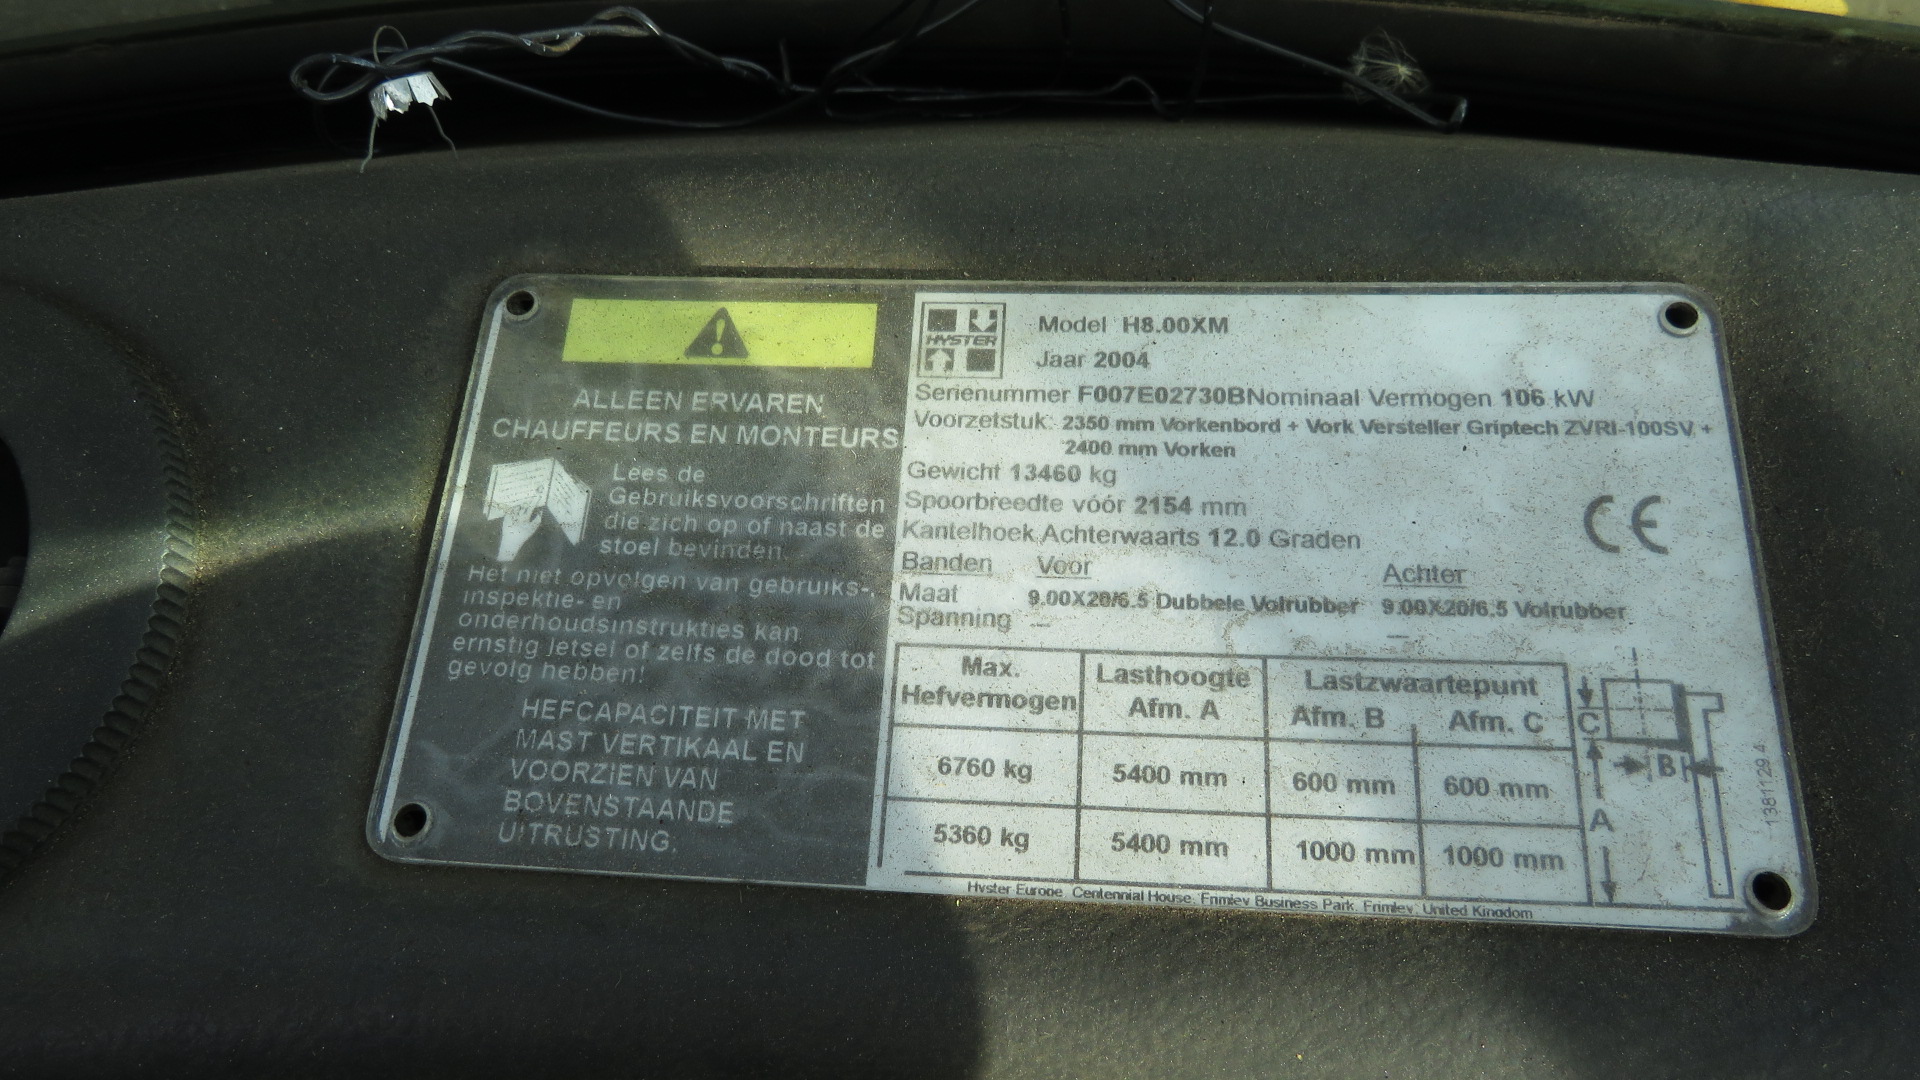 ALLEEN ERVAREN
CHAUFFEURS EN MONTEURS
Lees de
Gebruiksvoorschriften
die zich op of naast de
stoel bevinden.
Het niet opvolgen van gebruiks-,
inspektie- en
onderhoudsinstrukties kan
ernstig letsel of zelfs de dood tot
gevolg hebben!
HEFCAPACITEIT MET
MAST VERTIKAAL EN
VOORZIEN VAN
BOVENSTAANDE
UITRUSTING.
HYSTER
Model H8.00XM
Jaar 2004
Serienummer F007E02730B Nominaal Vermogen 106 kW
Voorzetstuk: 2350 mm Vorkenbord + Vork Versteller Griptech ZVRI-100SV +
2400 mm Vorken
Gewicht 13460 kg
Spoorbreedte vóór 2154 mm
Kantelhoek Achterwaarts 12.0 Graden
CE
Banden Voor Achter
Maat 9.00X20/6.5 Dubbele Volrubber 9.00X20/6.5 Volrubber
Spanning — —
Max. Hefvermogen Lasthoogte Afm. A Lastzwaartepunt
Afm. B Afm. C
6760 kg 5400 mm 600 mm 600 mm
5360 kg 5400 mm 1000 mm 1000 mm
C
B
A
1381129 4
Hyster Europe, Centennial House, Frimley Business Park, Frimley, United Kingdom